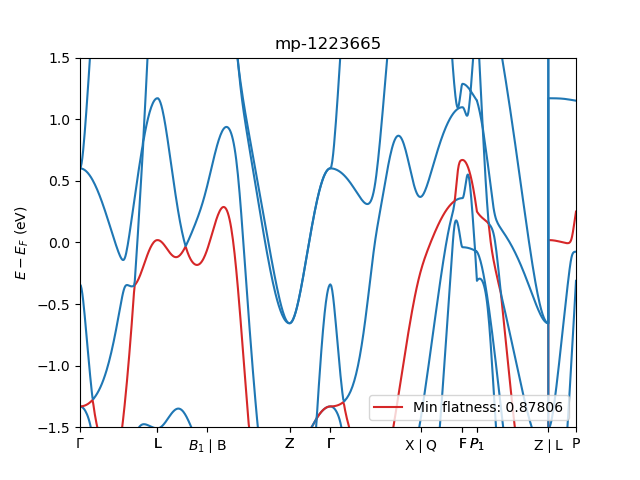 mp-1223665
E − E_F (eV)
1.5
1.0
0.5
0.0
−0.5
−1.0
−1.5
Min flatness: 0.87806
Γ L B₁ | B Z Γ X | Q F P₁ Z | L P